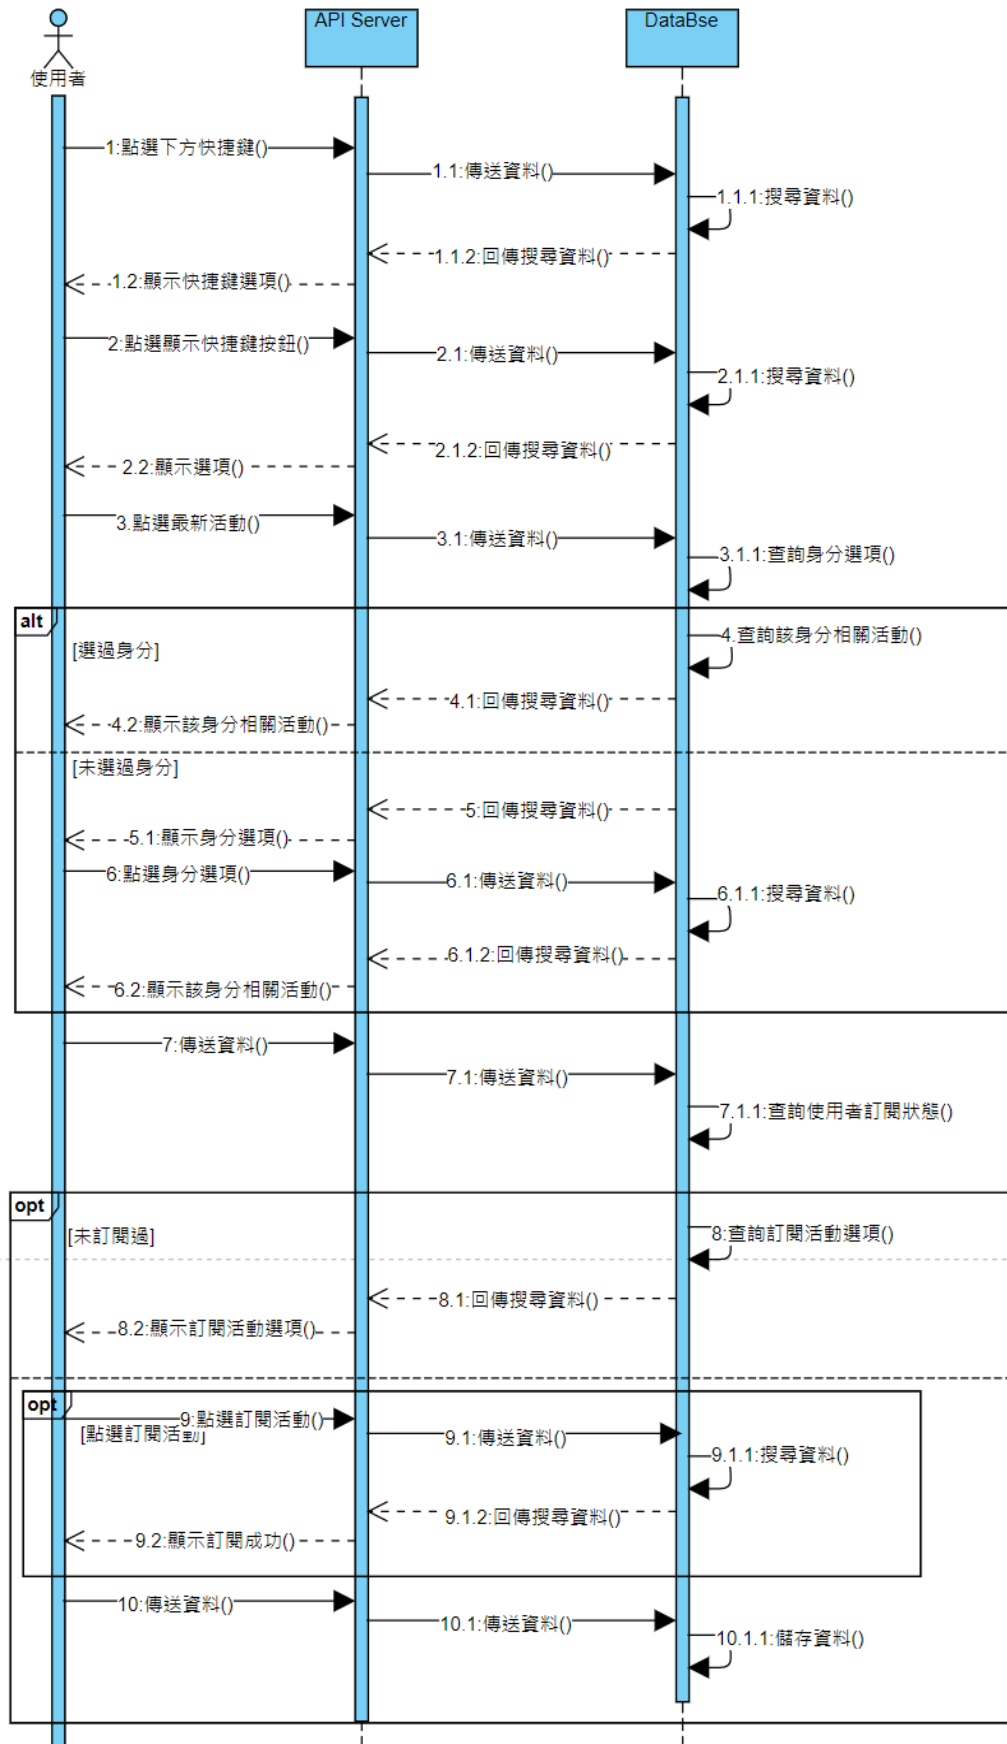 API Server
DataBse
使用者
1:點選下方快捷鍵()
1.1:傳送資料()
1.1.1:搜尋資料()
1.1.2:回傳搜尋資料()
1.2:顯示快捷鍵選項()
2:點選顯示快捷鍵按鈕()
2.1:傳送資料()
2.1.1:搜尋資料()
2.1.2:回傳搜尋資料()
2.2:顯示選項()
3.點選最新活動()
3.1:傳送資料()
3.1.1:查詢身分選項()
alt
[選過身分]
4.查詢該身分相關活動()
4.1:回傳搜尋資料()
4.2:顯示該身分相關活動()
[未選過身分]
5:回傳搜尋資料()
5.1:顯示身分選項()
6:點選身分選項()
6.1:傳送資料()
6.1.1:搜尋資料()
6.1.2:回傳搜尋資料()
6.2:顯示該身分相關活動()
7:傳送資料()
7.1:傳送資料()
7.1.1:查詢使用者訂閱狀態()
opt
[未訂閱過]
8:查詢訂閱活動選項()
8.1:回傳搜尋資料()
8.2:顯示訂閱活動選項()
opt
9:點選訂閱活動()
[點選訂閱活動]
9.1:傳送資料()
9.1.1:搜尋資料()
9.1.2:回傳搜尋資料()
9.2:顯示訂閱成功()
10:傳送資料()
10.1:傳送資料()
10.1.1:儲存資料()